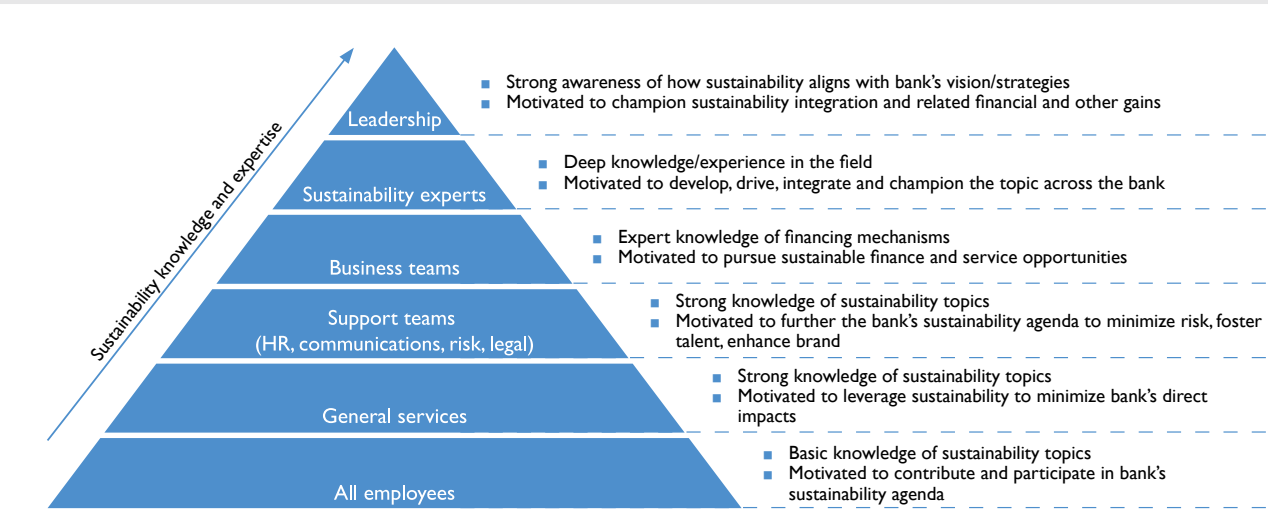 Sustainability knowledge and expertise
Leadership
■ Strong awareness of how sustainability aligns with bank’s vision/strategies
■ Motivated to champion sustainability integration and related financial and other gains
Sustainability experts
■ Deep knowledge/experience in the field
■ Motivated to develop, drive, integrate and champion the topic across the bank
Business teams
■ Expert knowledge of financing mechanisms
■ Motivated to pursue sustainable finance and service opportunities
Support teams
(HR, communications, risk, legal)
■ Strong knowledge of sustainability topics
■ Motivated to further the bank’s sustainability agenda to minimize risk, foster
talent, enhance brand
General services
■ Strong knowledge of sustainability topics
■ Motivated to leverage sustainability to minimize bank’s direct
impacts
All employees
■ Basic knowledge of sustainability topics
■ Motivated to contribute and participate in bank’s
sustainability agenda